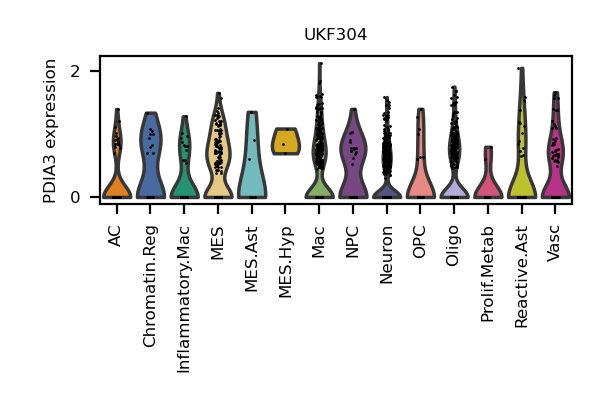 UKF304
PDIA3 expression
2
0
AC
Chromatin.Reg
Inflammatory.Mac
MES
MES.Ast
MES.Hyp
Mac
NPC
Neuron
OPC
Oligo
Prolif.Metab
Reactive.Ast
Vasc